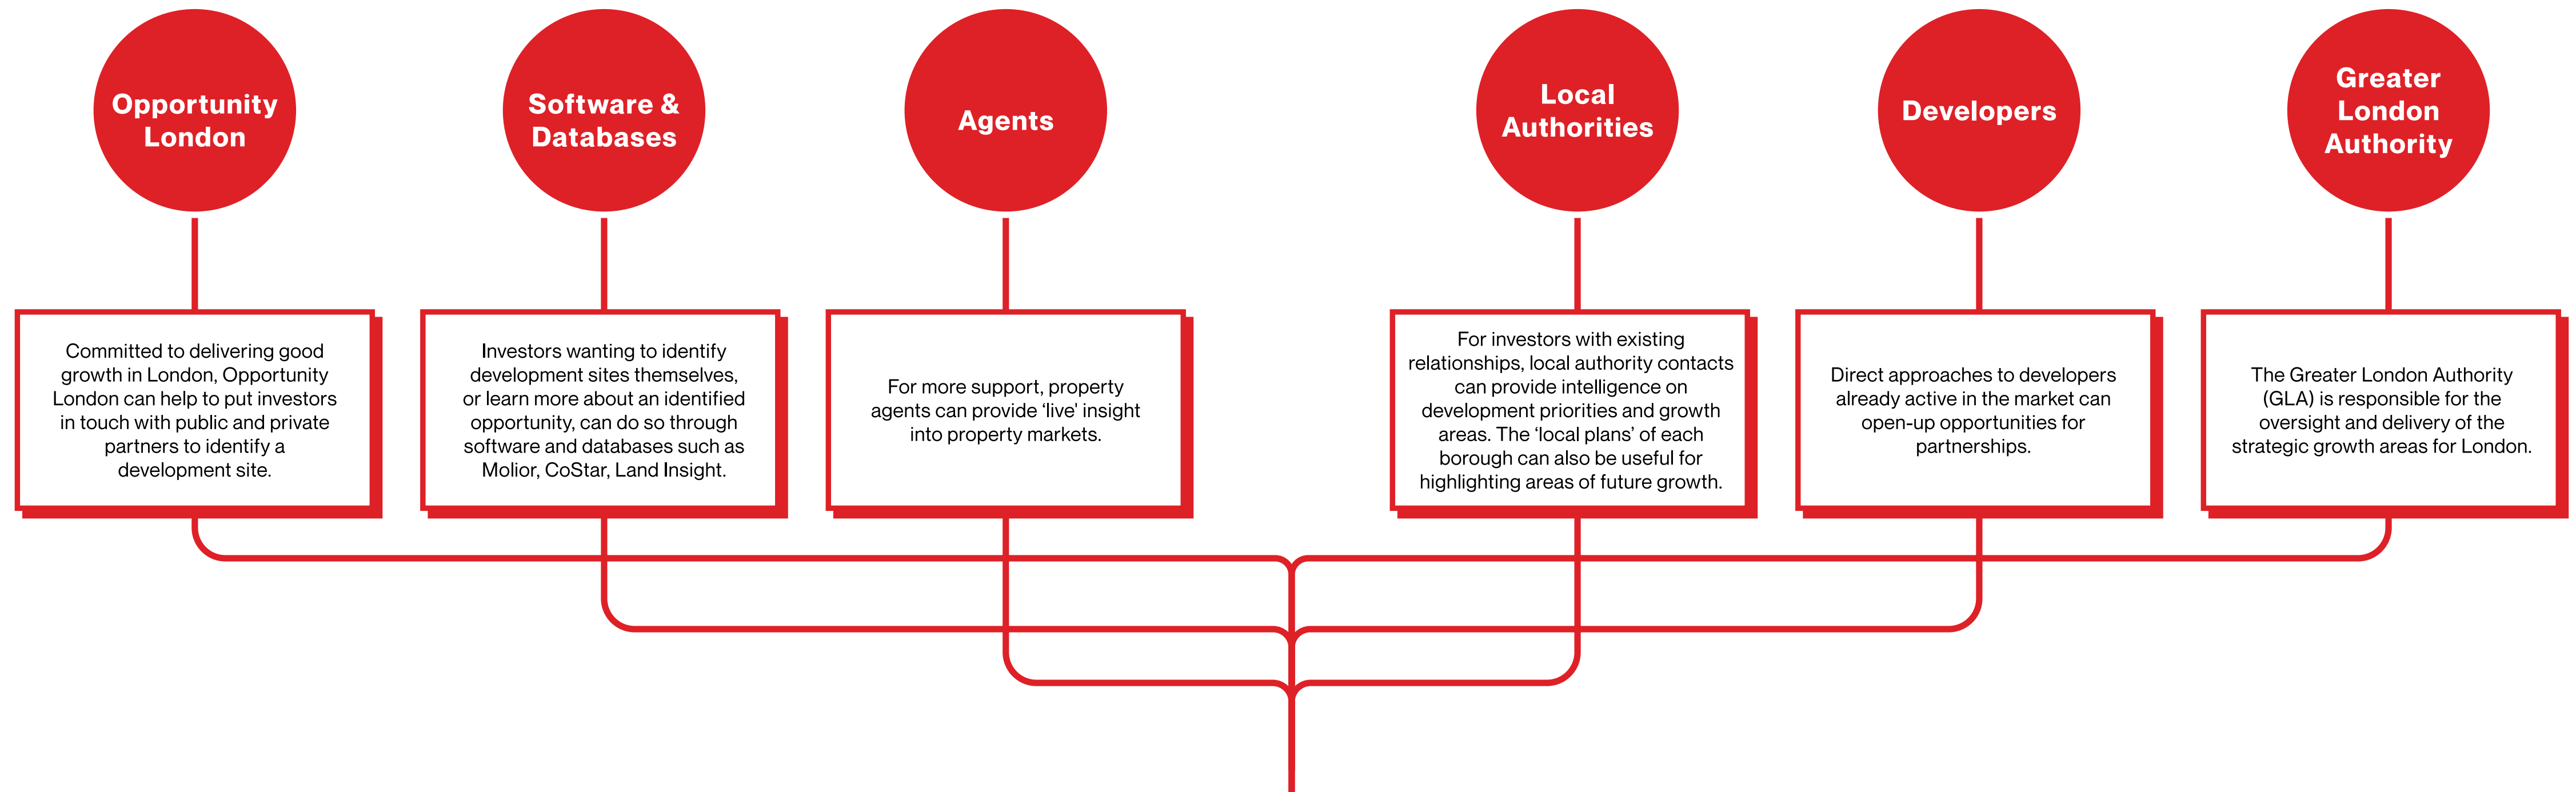 Opportunity
London
Committed to delivering good
growth in London, Opportunity
London can help to put investors
in touch with public and private
partners to identify a
development site.
Software &
Databases
Investors wanting to identify
development sites themselves,
or learn more about an identified
opportunity, can do so through
software and databases such as
Molior, CoStar, Land Insight.
Agents
For more support, property
agents can provide ‘live’ insight
into property markets.
Local
Authorities
For investors with existing
relationships, local authority contacts
can provide intelligence on
development priorities and growth
areas. The ‘local plans’ of each
borough can also be useful for
highlighting areas of future growth.
Developers
Direct approaches to developers
already active in the market can
open-up opportunities for
partnerships.
Greater
London
Authority
The Greater London Authority
(GLA) is responsible for the
oversight and delivery of the
strategic growth areas for London.